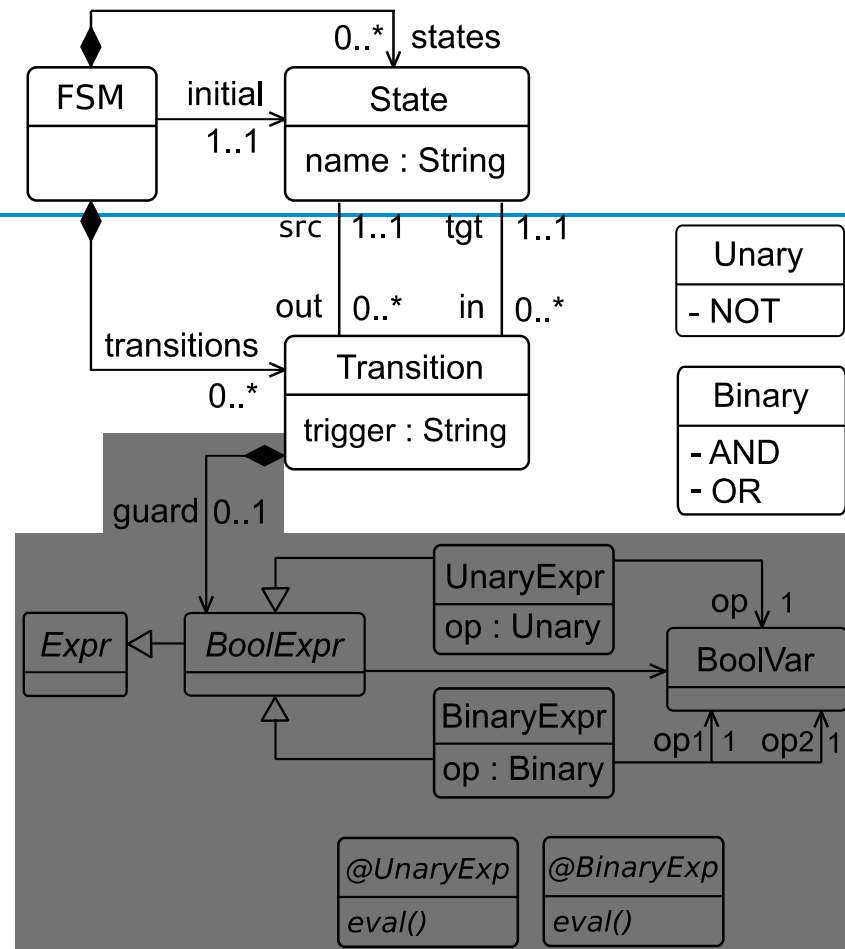 0..* states
FSM
initial
1..1
State
name : String
src 1..1 tgt 1..1
out 0..* in 0..*
Unary
- NOT
transitions
0..*
Transition
trigger : String
Binary
- AND
- OR
guard 0..1
UnaryExpr
op : Unary
op 1
Expr
BoolExpr
BoolVar
BinaryExpr
op : Binary
op1 1 op2 1
@UnaryExp
eval()
@BinaryExp
eval()